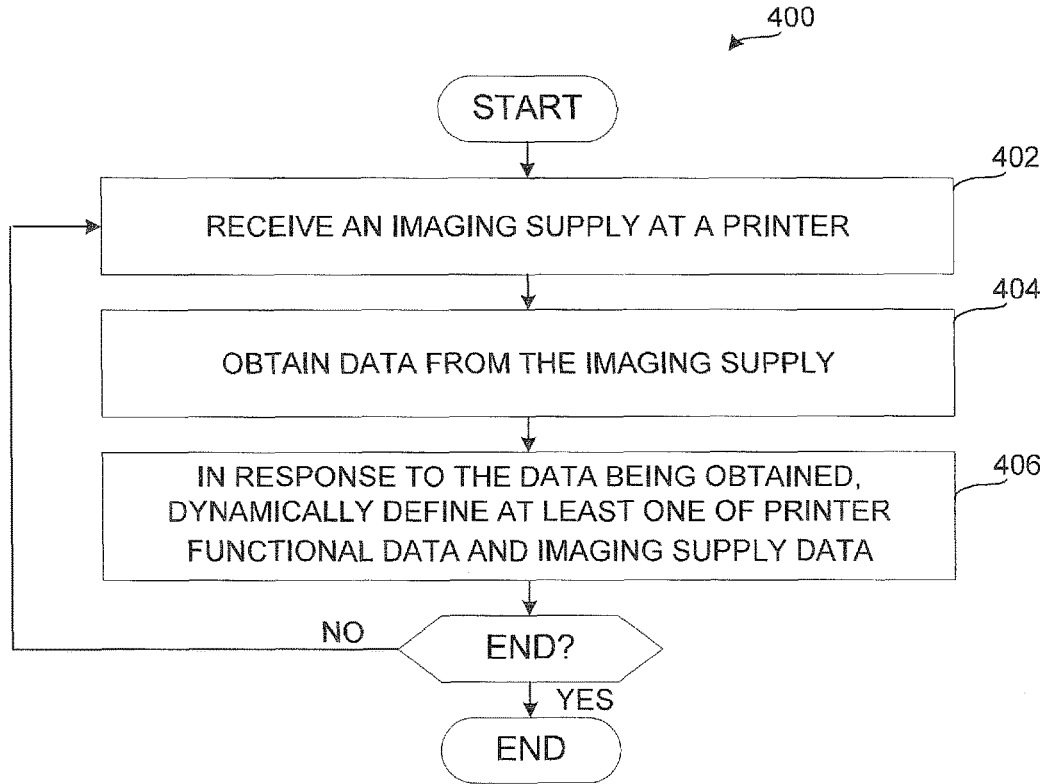 400
START
402
RECEIVE AN IMAGING SUPPLY AT A PRINTER
404
OBTAIN DATA FROM THE IMAGING SUPPLY
406
IN RESPONSE TO THE DATA BEING OBTAINED,
DYNAMICALLY DEFINE AT LEAST ONE OF PRINTER
FUNCTIONAL DATA AND IMAGING SUPPLY DATA
NO
END?
YES
END